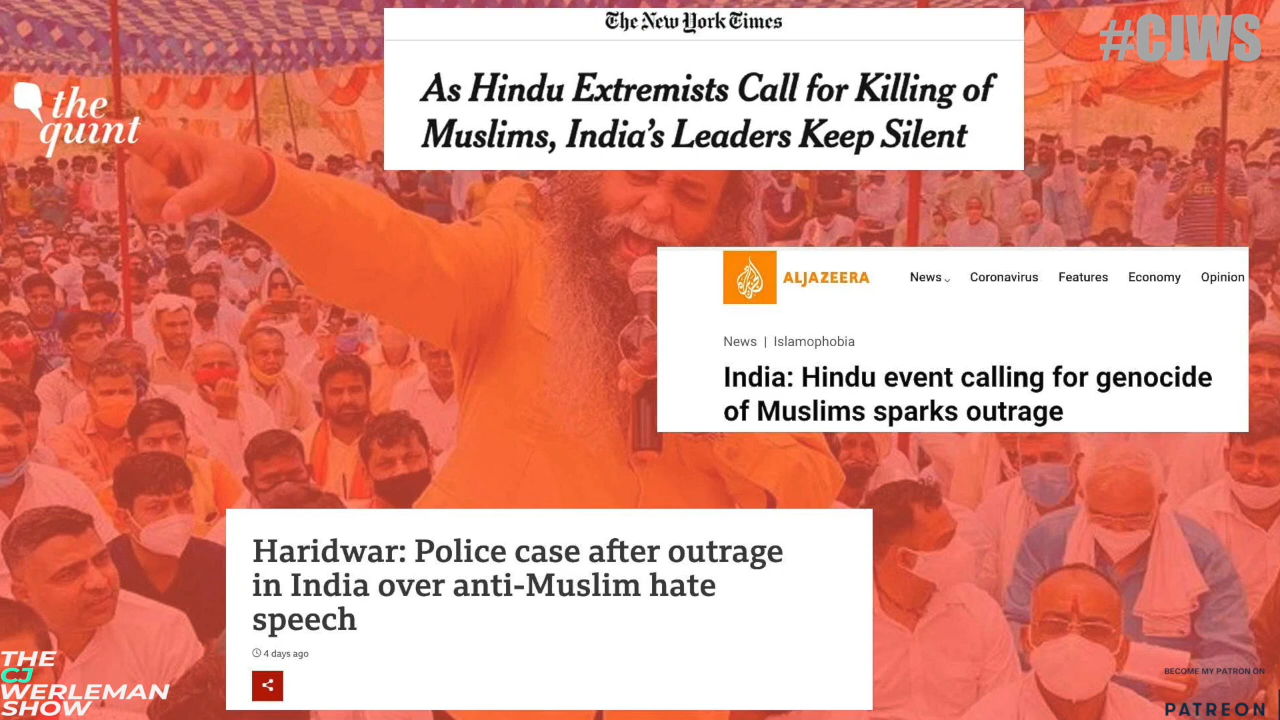 The New York Times
#CJWS
As Hindu Extremists Call for Killing of
Muslims, India's Leaders Keep Silent
the
quint
ALJAZEERA
News Coronavirus Features Economy Opinion
News | Islamophobia
India: Hindu event calling for genocide
of Muslims sparks outrage
Haridwar: Police case after outrage
in India over anti-Muslim hate
speech
4 days ago
THE
CJ
WERLEMAN
SHOW
BECOME MY PATRON ON
PATREON